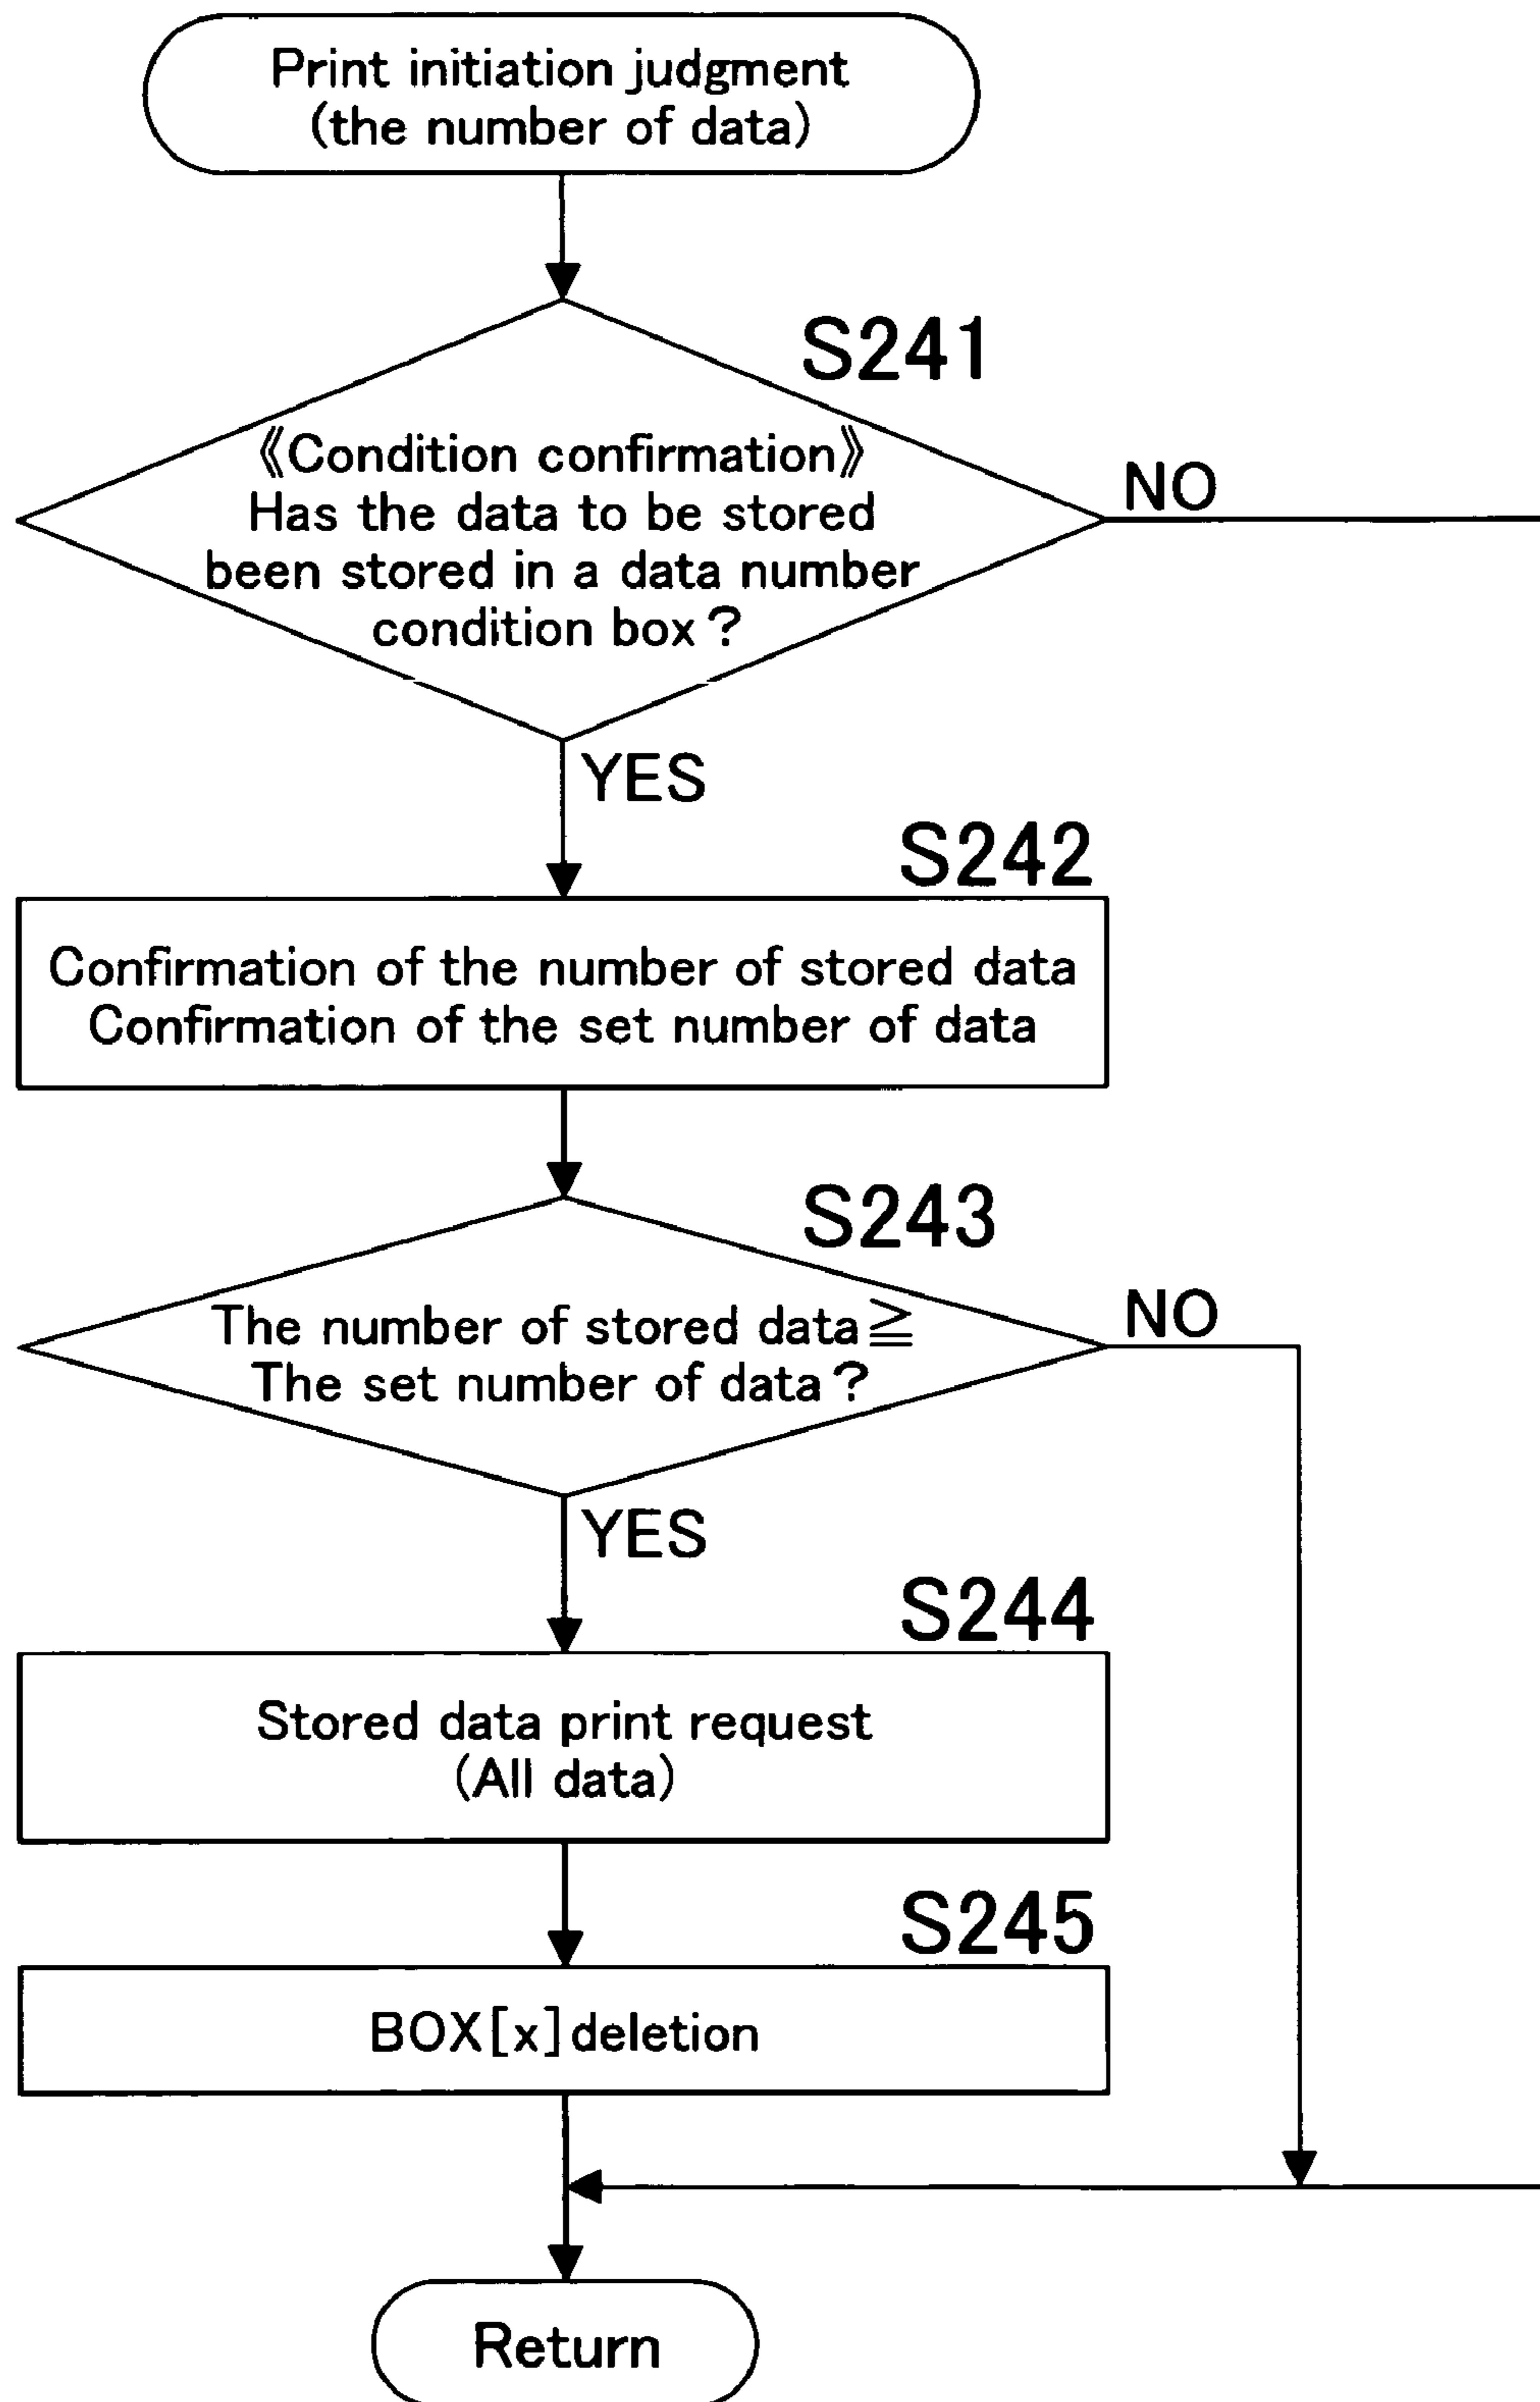 Print initiation judgment
(the number of data)
S241
《Condition confirmation》
Has the data to be stored
been stored in a data number
condition box?
NO
YES
S242
Confirmation of the number of stored data
Confirmation of the set number of data
S243
The number of stored data≧
The set number of data?
NO
YES
S244
Stored data print request
(All data)
S245
BOX[x]deletion
Return